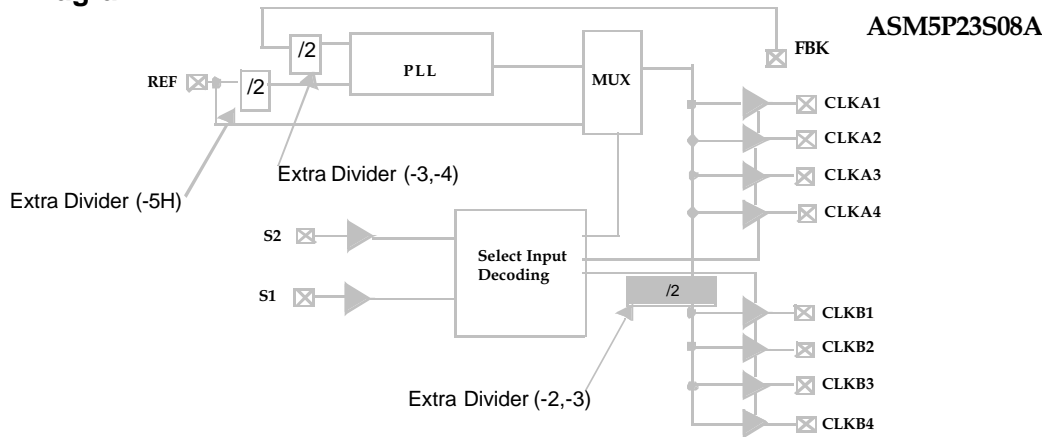 ASM5P23S08A
FBK
/2
PLL
MUX
REF
/2
CLKA1
CLKA2
CLKA3
CLKA4
Extra Divider (-3,-4)
Extra Divider (-5H)
S2
S1
Select Input
Decoding
/2
CLKB1
CLKB2
CLKB3
CLKB4
Extra Divider (-2,-3)